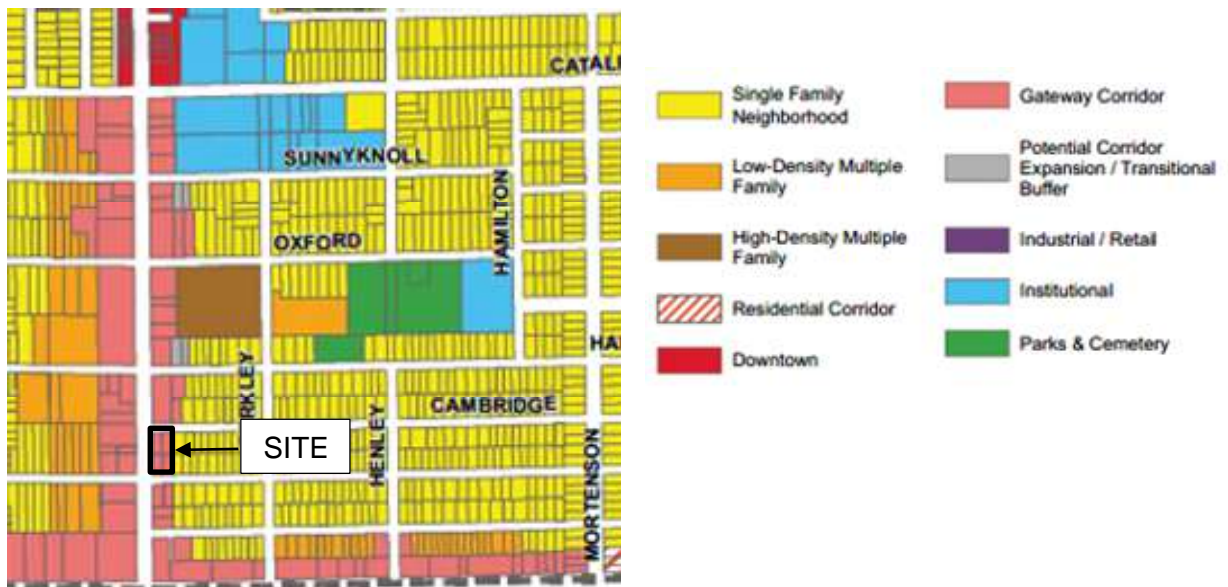 CATALI
SUNNYKNOLL
HAMILTON
OXFORD
HA
RKLEY
CAMBRIDGE
HENLEY
SITE
MORTENSON
Single Family
Neighborhood
Low-Density Multiple
Family
High-Density Multiple
Family
Residential Corridor
Downtown
Gateway Corridor
Potential Corridor
Expansion / Transitional
Buffer
Industrial / Retail
Institutional
Parks & Cemetery